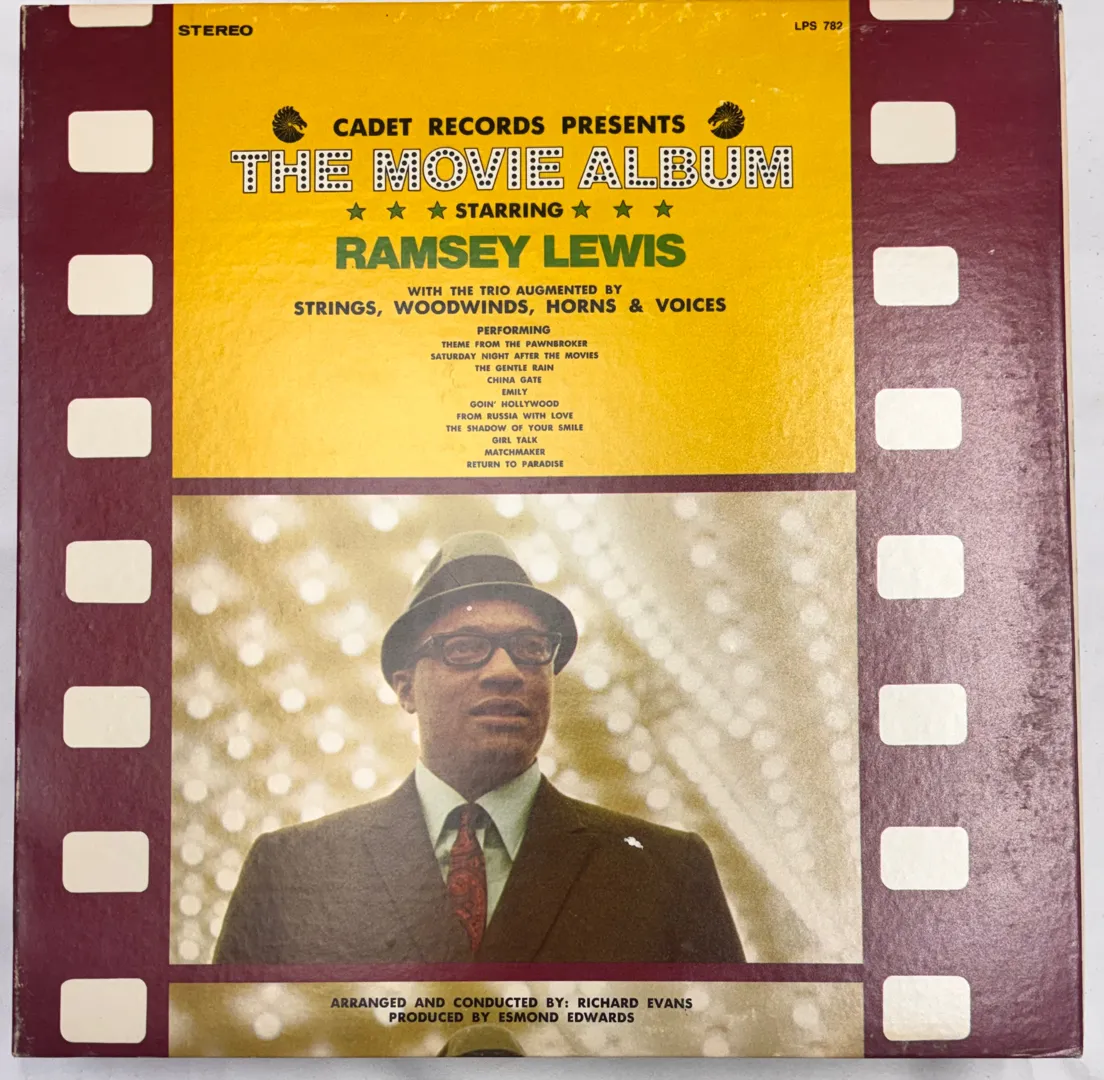 STEREO
LPS 782
CADET RECORDS PRESENTS
THE MOVIE ALBUM
STARRING
RAMSEY LEWIS
WITH THE TRIO AUGMENTED BY
STRINGS, WOODWINDS, HORNS & VOICES
PERFORMING
THEME FROM THE PAWNBROKER
SATURDAY NIGHT AFTER THE MOVIES
THE GENTLE RAIN
CHINA GATE
EMILY
GOIN' HOLLYWOOD
FROM RUSSIA WITH LOVE
THE SHADOW OF YOUR SMILE
GIRL TALK
MATCHMAKER
RETURN TO PARADISE
ARRANGED AND CONDUCTED BY: RICHARD EVANS
PRODUCED BY ESMOND EDWARDS